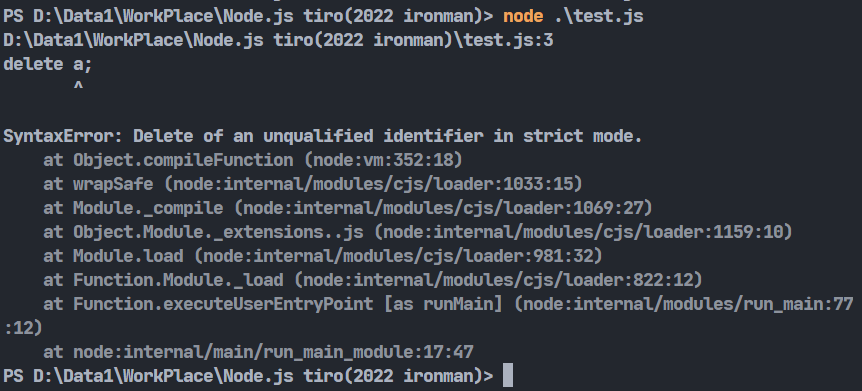 PS D:\Data1\WorkPlace\Node.js tiro(2022 ironman)> node .\test.js
D:\Data1\WorkPlace\Node.js tiro(2022 ironman)\test.js:3
delete a;
       ^
SyntaxError: Delete of an unqualified identifier in strict mode.
    at Object.compileFunction (node:vm:352:18)
    at wrapSafe (node:internal/modules/cjs/loader:1033:15)
    at Module._compile (node:internal/modules/cjs/loader:1069:27)
    at Object.Module._extensions..js (node:internal/modules/cjs/loader:1159:10)
    at Module.load (node:internal/modules/cjs/loader:981:32)
    at Function.Module._load (node:internal/modules/cjs/loader:822:12)
    at Function.executeUserEntryPoint [as runMain] (node:internal/modules/run_main:77
:12)
    at node:internal/main/run_main_module:17:47
PS D:\Data1\WorkPlace\Node.js tiro(2022 ironman)>